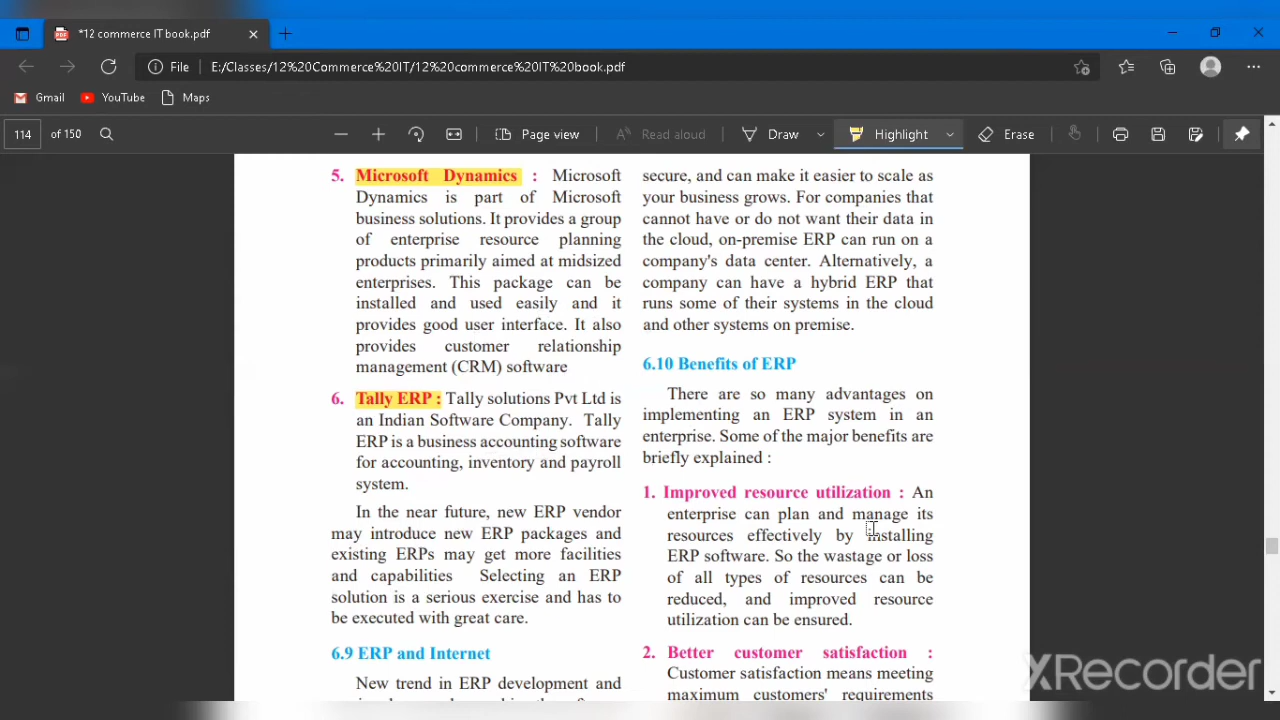 *12 commerce IT book.pdf
File E:/Classes/12%20Commerce%20IT/12%20commerce%20IT%20book.pdf
Gmail YouTube Maps
114 of 150 Page view Read aloud Draw Highlight Erase
5. Microsoft Dynamics : Microsoft
Dynamics is part of Microsoft
business solutions. It provides a group
of enterprise resource planning
products primarily aimed at midsized
enterprises. This package can be
installed and used easily and it
provides good user interface. It also
provides customer relationship
management (CRM) software
6. Tally ERP : Tally solutions Pvt Ltd is
an Indian Software Company. Tally
ERP is a business accounting software
for accounting, inventory and payroll
system.
In the near future, new ERP vendor
may introduce new ERP packages and
existing ERPs may get more facilities
and capabilities Selecting an ERP
solution is a serious exercise and has to
be executed with great care.
6.9 ERP and Internet
New trend in ERP development and
secure, and can make it easier to scale as
your business grows. For companies that
cannot have or do not want their data in
the cloud, on-premise ERP can run on a
company's data center. Alternatively, a
company can have a hybrid ERP that
runs some of their systems in the cloud
and other systems on premise.
6.10 Benefits of ERP
There are so many advantages on
implementing an ERP system in an
enterprise. Some of the major benefits are
briefly explained :
1. Improved resource utilization : An
enterprise can plan and manage its
resources effectively by installing
ERP software. So the wastage or loss
of all types of resources can be
reduced, and improved resource
utilization can be ensured.
2. Better customer satisfaction :
Customer satisfaction means meeting
maximum customers' requirements
XRecorder